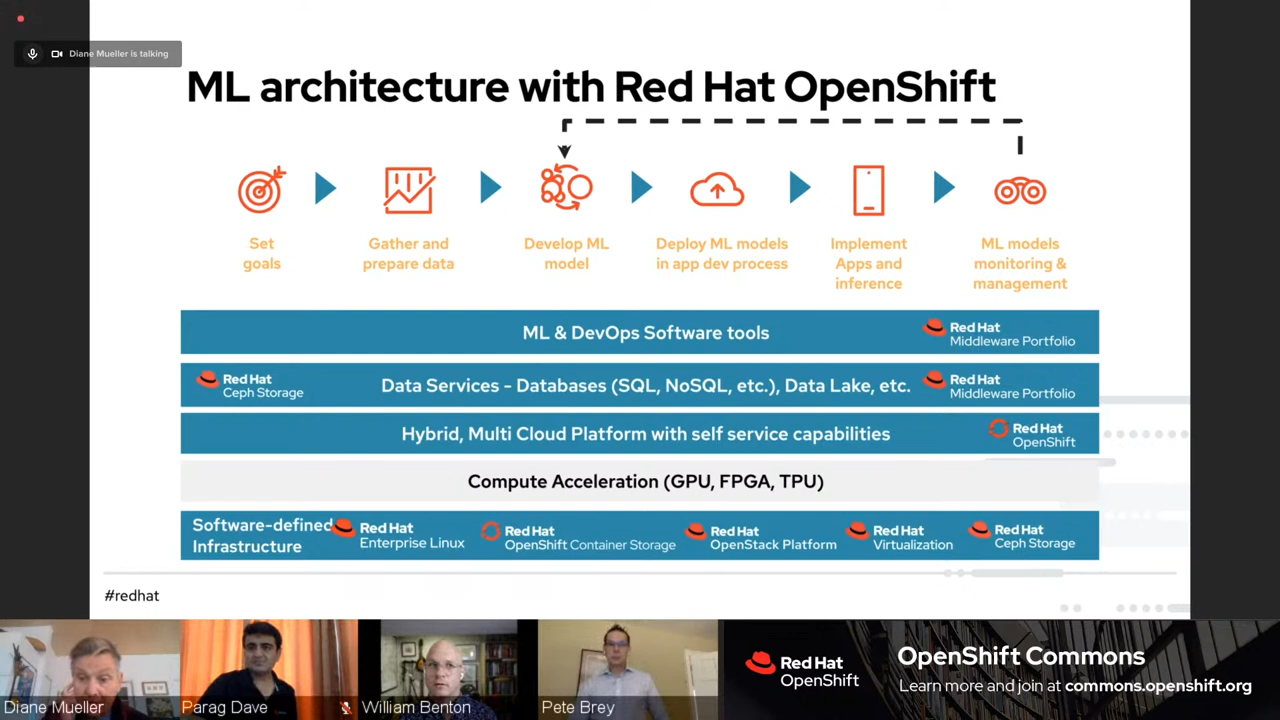 Diane Mueller is talking
ML architecture with Red Hat OpenShift
Set
goals
Gather and
prepare data
Develop ML
model
Deploy ML models
in app dev process
Implement
Apps and
inference
ML models
monitoring &
management
ML & DevOps Software tools
Red Hat
Middleware Portfolio
Red Hat
Ceph Storage
Data Services - Databases (SQL, NoSQL, etc.), Data Lake, etc.
Red Hat
Middleware Portfolio
Hybrid, Multi Cloud Platform with self service capabilities
Red Hat
OpenShift
Compute Acceleration (GPU, FPGA, TPU)
Software-defined
Infrastructure
Red Hat
Enterprise Linux
Red Hat
OpenShift Container Storage
Red Hat
OpenStack Platform
Red Hat
Virtualization
Red Hat
Ceph Storage
#redhat
Diane Mueller
Parag Dave
William Benton
Pete Brey
Red Hat
OpenShift
OpenShift Commons
Learn more and join at commons.openshift.org